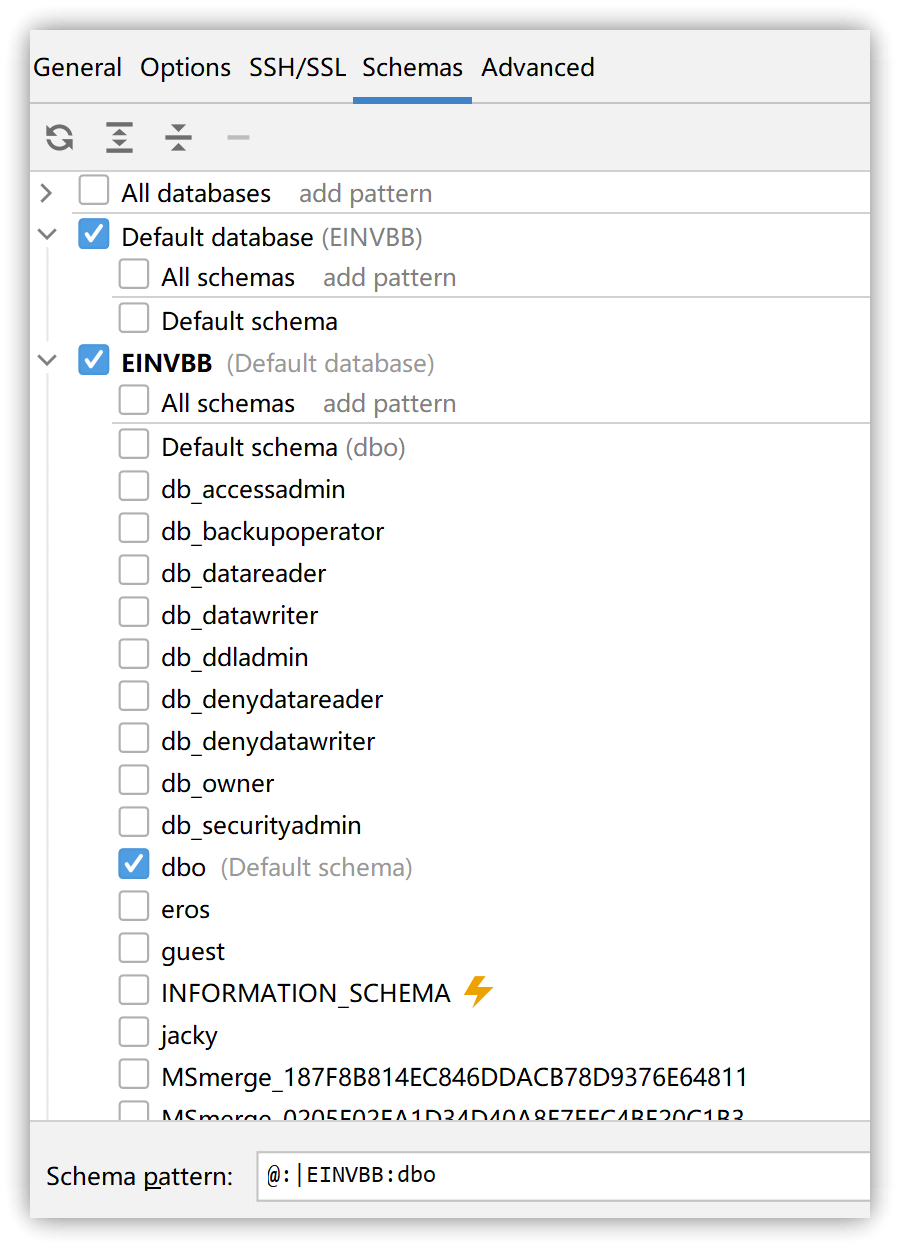 General Options SSH/SSL Schemas Advanced
All databases add pattern
Default database (EINVBB)
All schemas add pattern
Default schema
EINVBB (Default database)
All schemas add pattern
Default schema (dbo)
db_accessadmin
db_backupoperator
db_datareader
db_datawriter
db_ddladmin
db_denydatareader
db_denydatawriter
db_owner
db_securityadmin
dbo (Default schema)
eros
guest
INFORMATION_SCHEMA
jacky
MSmerge_187F8B814EC846DDACB78D9376E64811
Schema pattern: @:|EINVBB:dbo